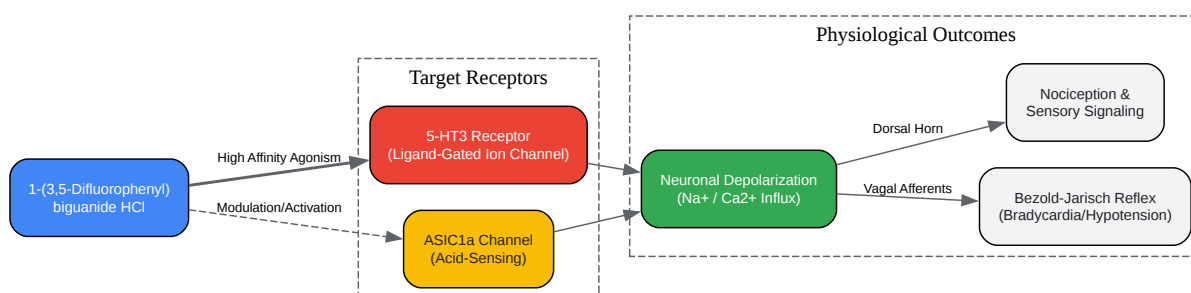 Physiological Outcomes
Target Receptors
1-(3,5-Difluorophenyl)
biguanide HCl
High Affinity Agonism
Modulation/Activation
5-HT3 Receptor
(Ligand-Gated Ion Channel)
ASIC1a Channel
(Acid-Sensing)
Neuronal Depolarization
(Na+ / Ca2+ Influx)
Dorsal Horn
Vagal Afferents
Nociception &
Sensory Signaling
Bezold-Jarisch Reflex
(Bradycardia/Hypotension)